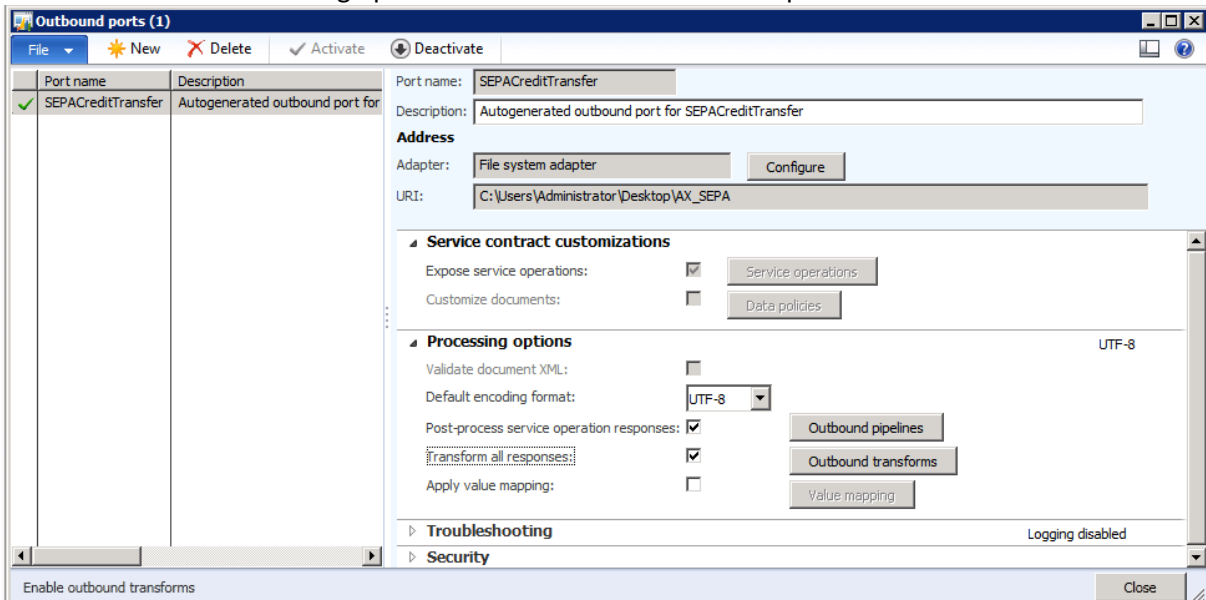 Outbound ports (1)
File New Delete Activate Deactivate
Port name Description
SEPACreditTransfer Autogenerated outbound port for
Port name: SEPACreditTransfer
Description: Autogenerated outbound port for SEPACreditTransfer
Address
Adapter: File system adapter Configure
URI: C:\Users\Administrator\Desktop\AX_SEPA
Service contract customizations
Expose service operations: Service operations
Customize documents: Data policies
Processing options UTF-8
Validate document XML:
Default encoding format: UTF-8
Post-process service operation responses: Outbound pipelines
Transform all responses: Outbound transforms
Apply value mapping: Value mapping
Troubleshooting Logging disabled
Security
Enable outbound transforms Close